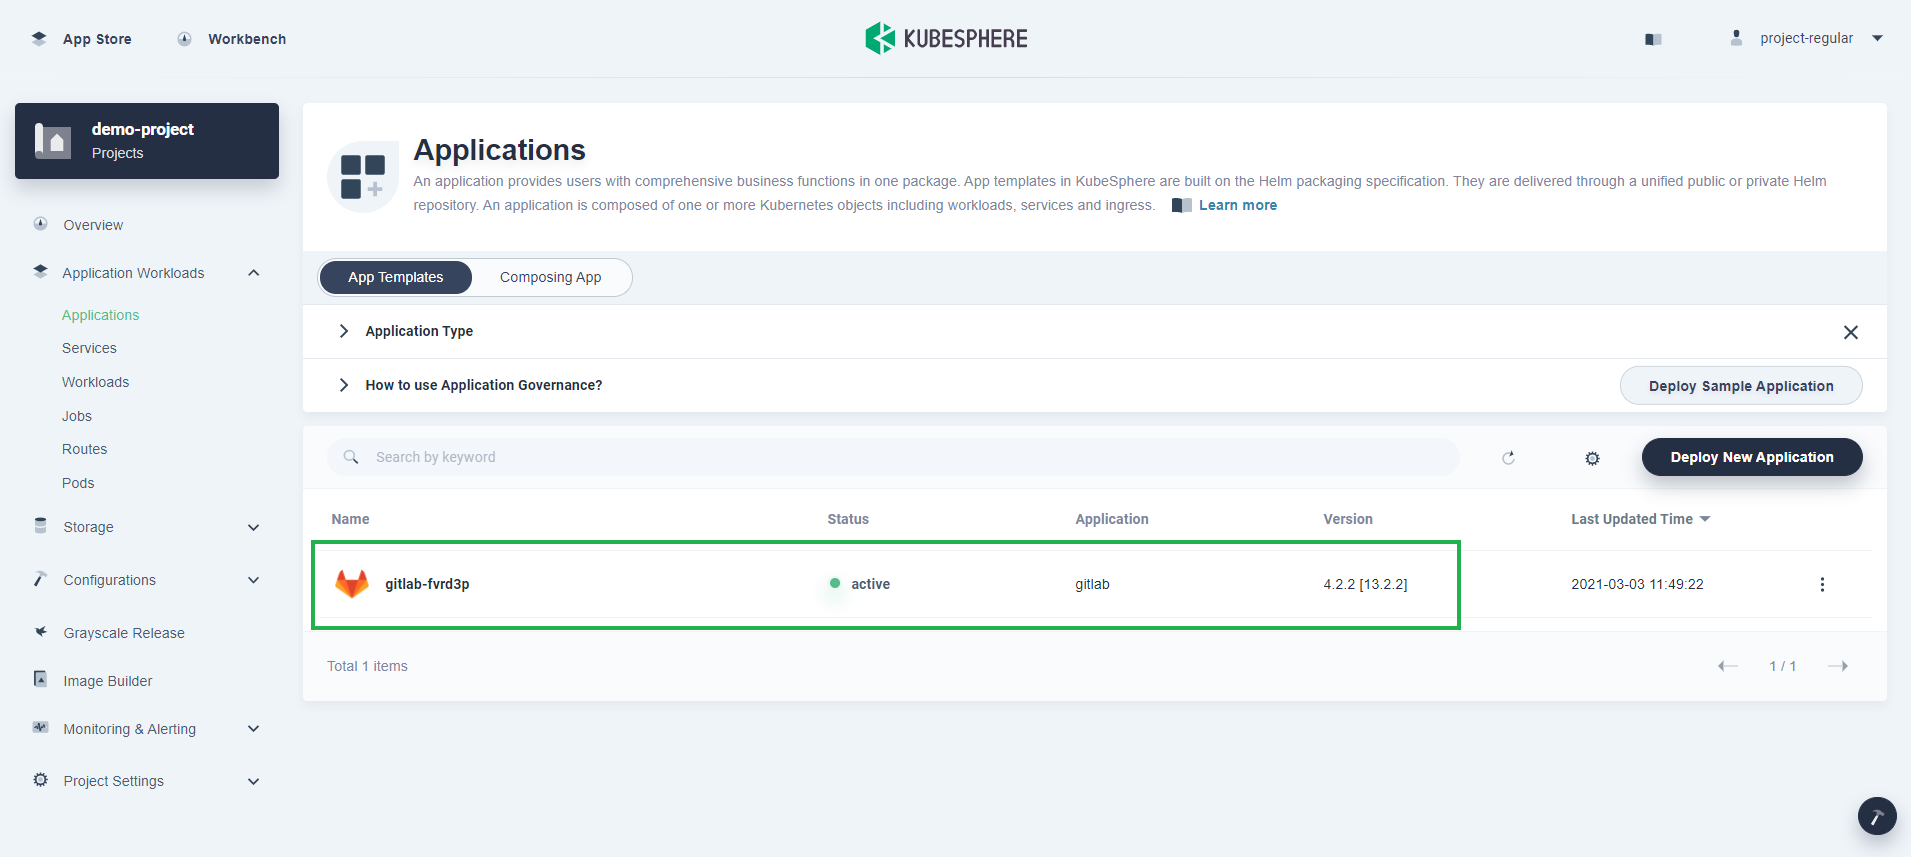 App Store
Workbench
KUBESPHERE
project-regular
demo-project
Projects
Overview
Application Workloads
Applications
Services
Workloads
Jobs
Routes
Pods
Storage
Configurations
Grayscale Release
Image Builder
Monitoring & Alerting
Project Settings
Applications
An application provides users with comprehensive business functions in one package. App templates in KubeSphere are built on the Helm packaging specification. They are delivered through a unified public or private Helm
repository. An application is composed of one or more Kubernetes objects including workloads, services and ingress. Learn more
App Templates
Composing App
Application Type
How to use Application Governance?
Deploy Sample Application
Search by keyword
Deploy New Application
Name Status Application Version Last Updated Time
gitlab-fvrd3p active gitlab 4.2.2 [13.2.2] 2021-03-03 11:49:22
Total 1 items
1 / 1